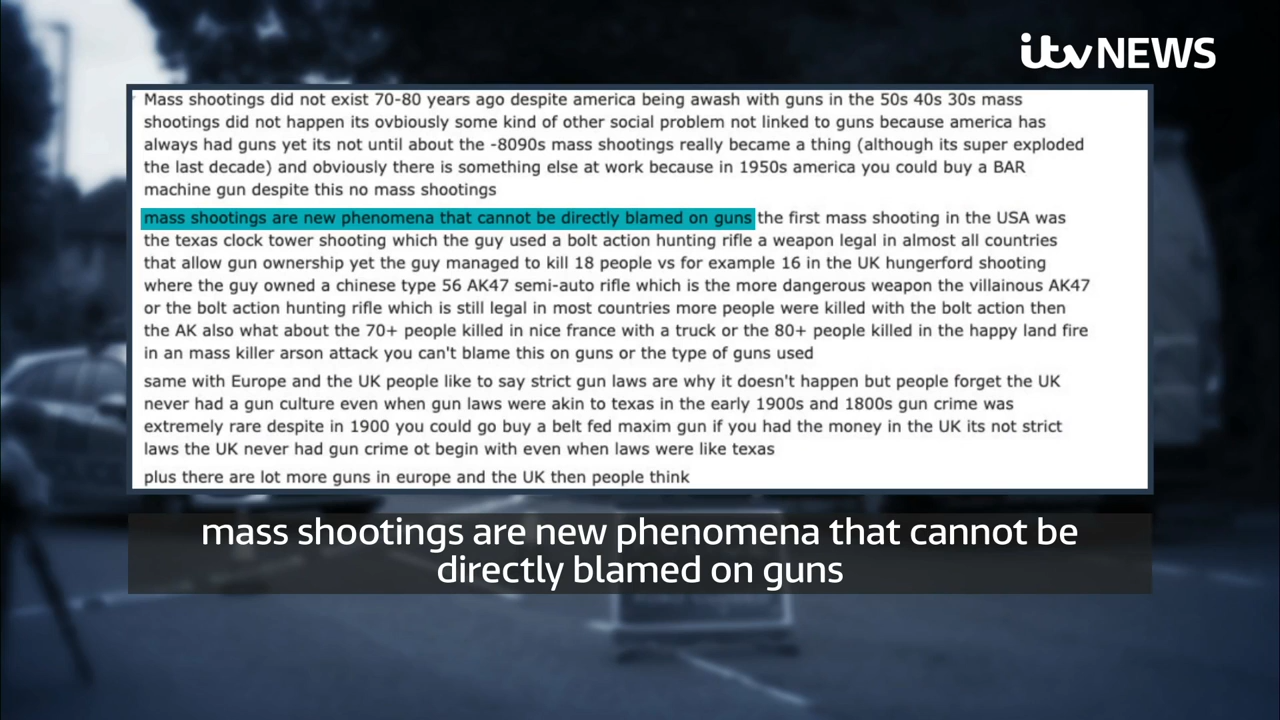 itv NEWS
Mass shootings did not exist 70-80 years ago despite america being awash with guns in the 50s 40s 30s mass
shootings did not happen its ovbiously some kind of other social problem not linked to guns because america has
always had guns yet its not until about the -8090s mass shootings really became a thing (although its super exploded
the last decade) and obviously there is something else at work because in 1950s america you could buy a BAR
machine gun despite this no mass shootings
mass shootings are new phenomena that cannot be directly blamed on guns the first mass shooting in the USA was
the texas clock tower shooting which the guy used a bolt action hunting rifle a weapon legal in almost all countries
that allow gun ownership yet the guy managed to kill 18 people vs for example 16 in the UK hungerford shooting
where the guy owned a chinese type 56 AK47 semi-auto rifle which is the more dangerous weapon the villainous AK47
or the bolt action hunting rifle which is still legal in most countries more people were killed with the bolt action then
the AK also what about the 70+ people killed in nice france with a truck or the 80+ people killed in the happy land fire
in an mass killer arson attack you can't blame this on guns or the type of guns used
same with Europe and the UK people like to say strict gun laws are why it doesn't happen but people forget the UK
never had a gun culture even when gun laws were akin to texas in the early 1900s and 1800s gun crime was
extremely rare despite in 1900 you could go buy a belt fed maxim gun if you had the money in the UK its not strict
laws the UK never had gun crime ot begin with even when laws were like texas
plus there are lot more guns in europe and the UK then people think
mass shootings are new phenomena that cannot be
directly blamed on guns